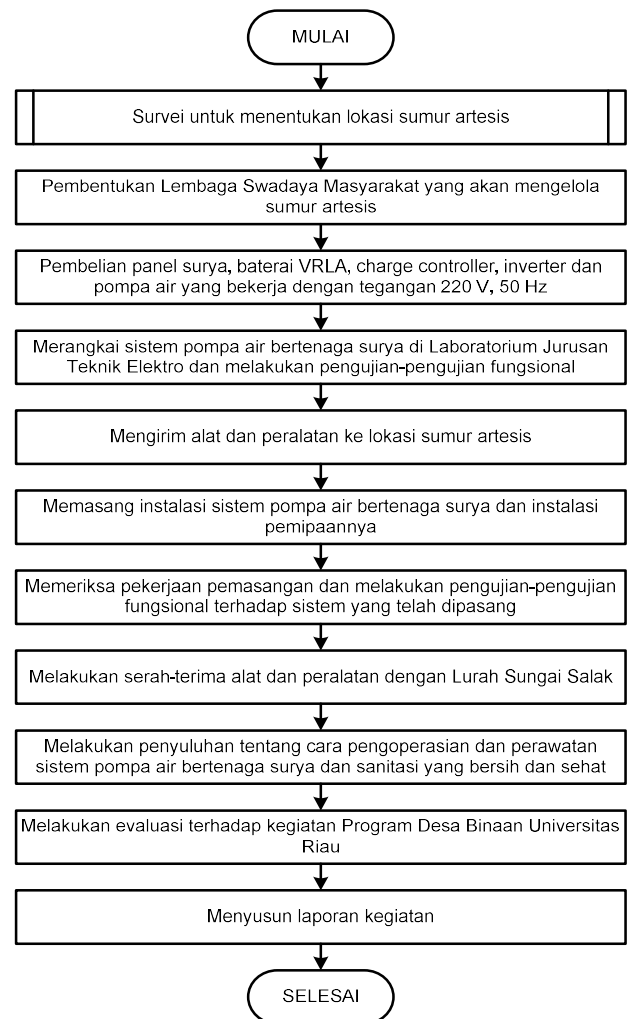 MULAI
Survei untuk menentukan lokasi sumur artesis
Pembentukan Lembaga Swadaya Masyarakat yang akan mengelola
sumur artesis
Pembelian panel surya, baterai VRLA, charge controller, inverter dan
pompa air yang bekerja dengan tegangan 220 V, 50 Hz
Merangkai sistem pompa air bertenaga surya di Laboratorium Jurusan
Teknik Elektro dan melakukan pengujian-pengujian fungsional
Mengirim alat dan peralatan ke lokasi sumur artesis
Memasang instalasi sistem pompa air bertenaga surya dan instalasi
pemipaannya
Memeriksa pekerjaan pemasangan dan melakukan pengujian-pengujian
fungsional terhadap sistem yang telah dipasang
Melakukan serah-terima alat dan peralatan dengan Lurah Sungai Salak
Melakukan penyuluhan tentang cara pengoperasian dan perawatan
sistem pompa air bertenaga surya dan sanitasi yang bersih dan sehat
Melakukan evaluasi terhadap kegiatan Program Desa Binaan Universitas
Riau
Menyusun laporan kegiatan
SELESAI